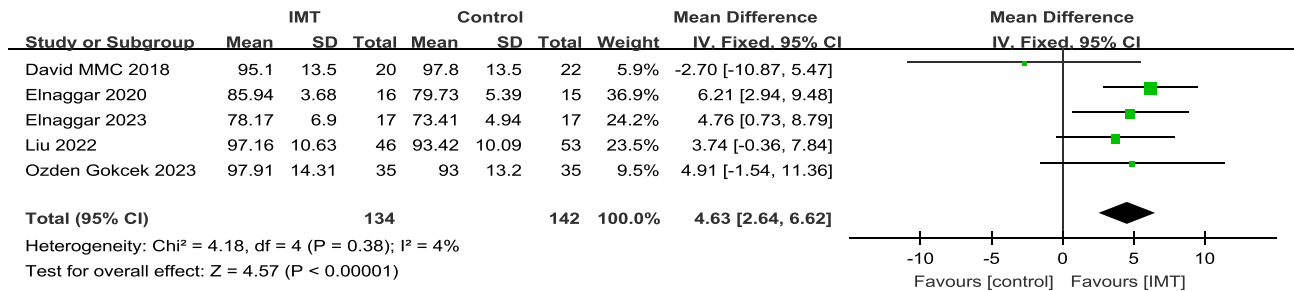 IMT Control Mean Difference Mean Difference
Study or Subgroup Mean SD Total Mean SD Total Weight IV. Fixed. 95% CI IV. Fixed. 95% CI
David MMC 2018 95.1 13.5 20 97.8 13.5 22 5.9% -2.70 [-10.87, 5.47]
Elnaggar 2020 85.94 3.68 16 79.73 5.39 15 36.9% 6.21 [2.94, 9.48]
Elnaggar 2023 78.17 6.9 17 73.41 4.94 17 24.2% 4.76 [0.73, 8.79]
Liu 2022 97.16 10.63 46 93.42 10.09 53 23.5% 3.74 [-0.36, 7.84]
Ozden Gokcek 2023 97.91 14.31 35 93 13.2 35 9.5% 4.91 [-1.54, 11.36]
Total (95% CI) 134 142 100.0% 4.63 [2.64, 6.62]
Heterogeneity: Chi² = 4.18, df = 4 (P = 0.38); I² = 4%
Test for overall effect: Z = 4.57 (P < 0.00001)
-10 -5 0 5 10
Favours [control] Favours [IMT]